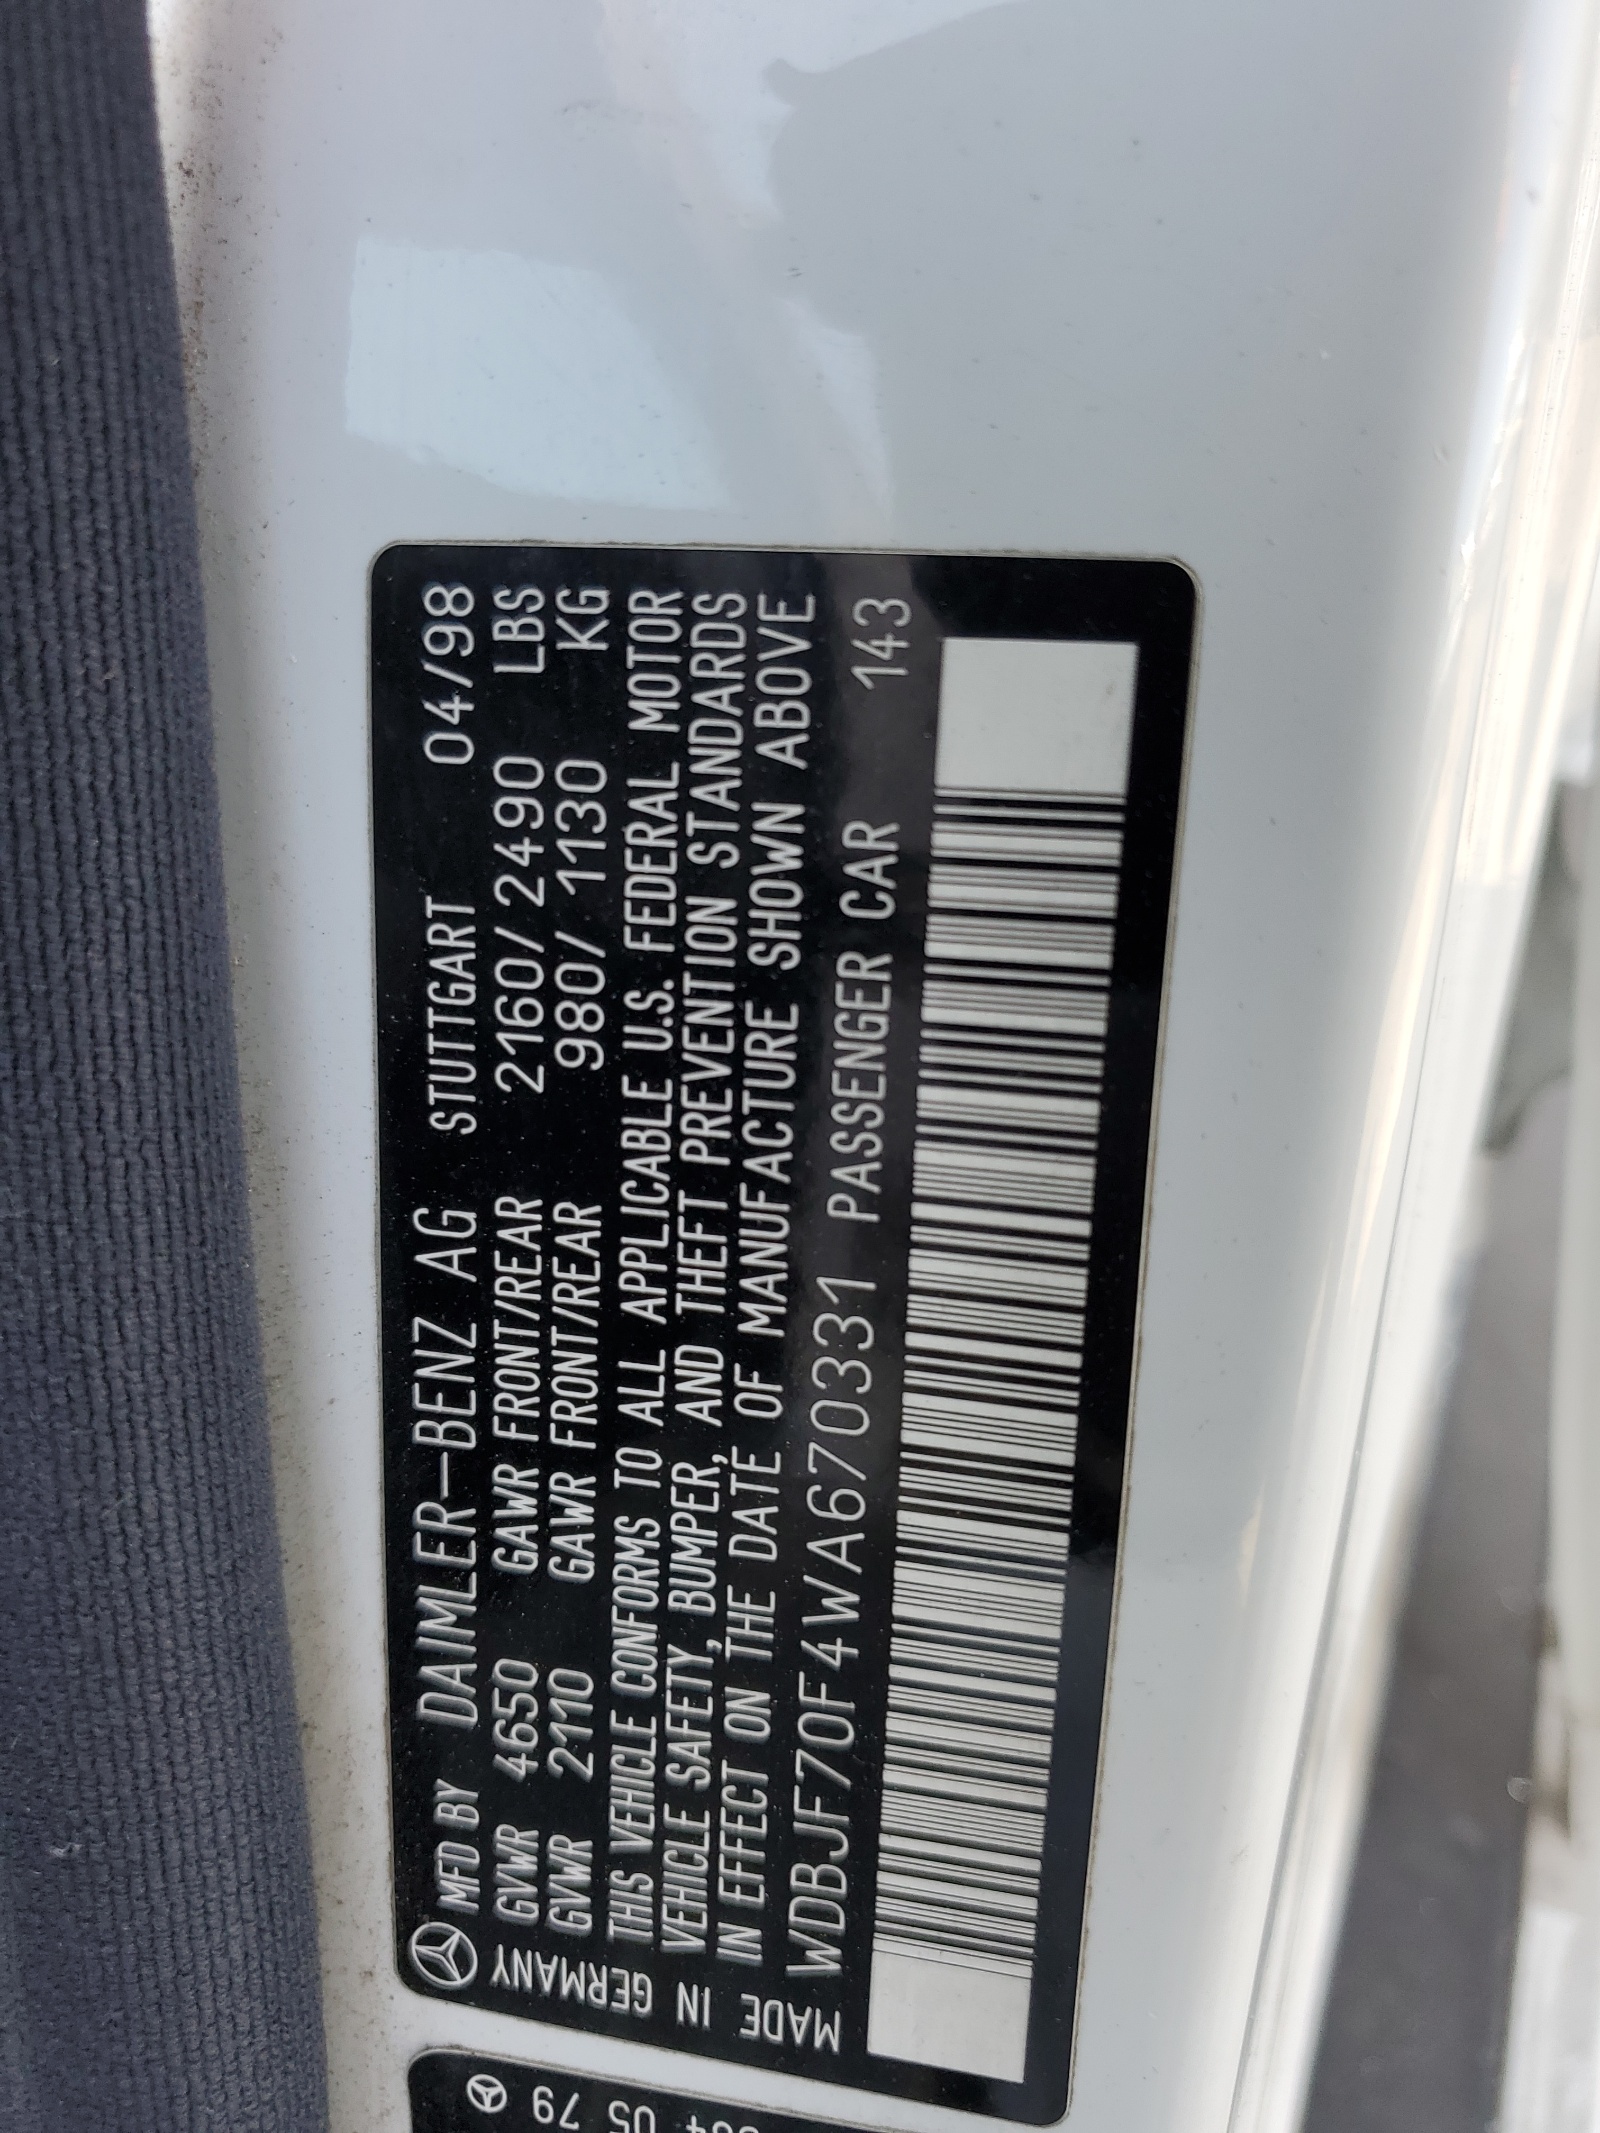 MFD BY DAIMLER-BENZ AG STUTTGART 04/98
GVWR 4650 GAWR FRONT/REAR 2160/2490 LBS
GVWR 2110 GAWR FRONT/REAR 980/1130 KG
THIS VEHICLE CONFORMS TO ALL APPLICABLE U.S. FEDERAL MOTOR
VEHICLE SAFETY, BUMPER, AND THEFT PREVENTION STANDARDS
IN EFFECT ON THE DATE OF MANUFACTURE SHOWN ABOVE
WDBJF70F4WA670331 PASSENGER CAR 143
MADE IN GERMANY
05 79